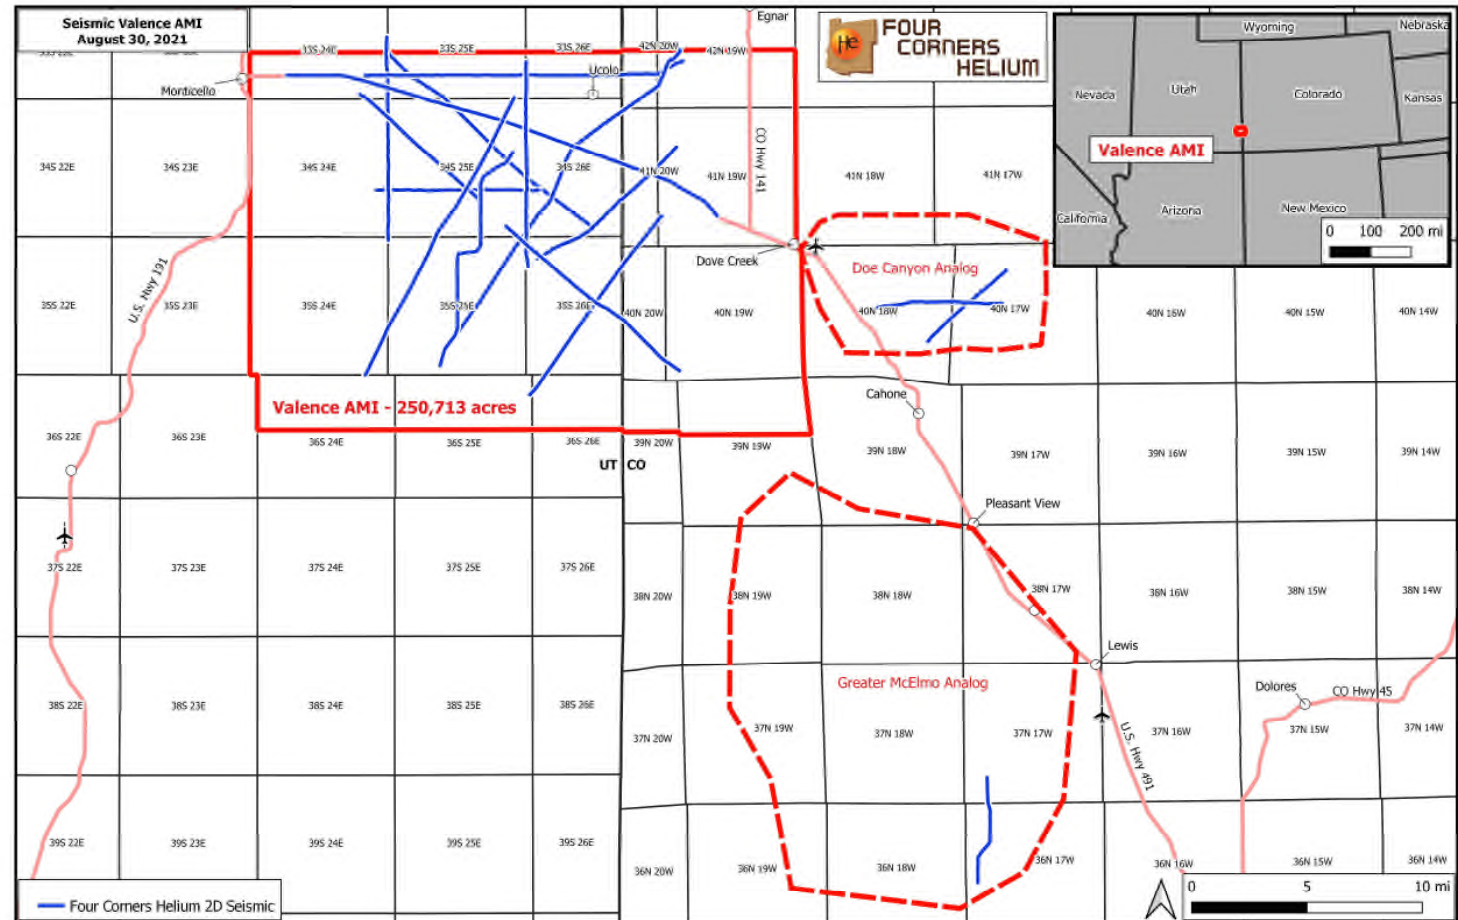 Seismic Valence AMI
August 30, 2021
Egnar
He
FOUR
CORNERS
HELIUM
Wyoming
Nebraska
Nevada
Utah
Colorado
Kansas
Valence AMI
California
Arizona
New Mexico
0 100 200 mi
33S 24E
33S 25E
33S 26E
42N 20W
42N 19W
Monticello
Ucolo
CO Hwy 141
34S 22E
34S 23E
34S 24E
34S 25E
34S 26E
41N 20W
41N 19W
41N 18W
41N 17W
Dove Creek
Doe Canyon Analog
U.S. Hwy 191
35S 22E
35S 23E
35S 24E
35S 25E
35S 26E
40N 20W
40N 19W
40N 18W
40N 17W
40N 16W
40N 15W
40N 14W
Cahone
Valence AMI - 250,713 acres
36S 22E
36S 23E
36S 24E
36S 25E
36S 26E
39N 20W
39N 19W
39N 18W
39N 17W
39N 16W
39N 15W
39N 14W
UT CO
Pleasant View
37S 22E
37S 23E
37S 24E
37S 25E
37S 26E
38N 20W
38N 19W
38N 18W
38N 17W
38N 16W
38N 15W
38N 14W
Lewis
Greater McElmo Analog
Dolores
CO Hwy 45
38S 22E
38S 23E
38S 24E
38S 25E
38S 26E
37N 20W
37N 19W
37N 18W
37N 17W
37N 16W
37N 15W
37N 14W
U.S. Hwy 491
39S 22E
39S 23E
39S 24E
39S 25E
39S 26E
36N 20W
36N 19W
36N 18W
36N 17W
36N 16W
36N 15W
36N 14W
Four Corners Helium 2D Seismic
0 5 10 mi